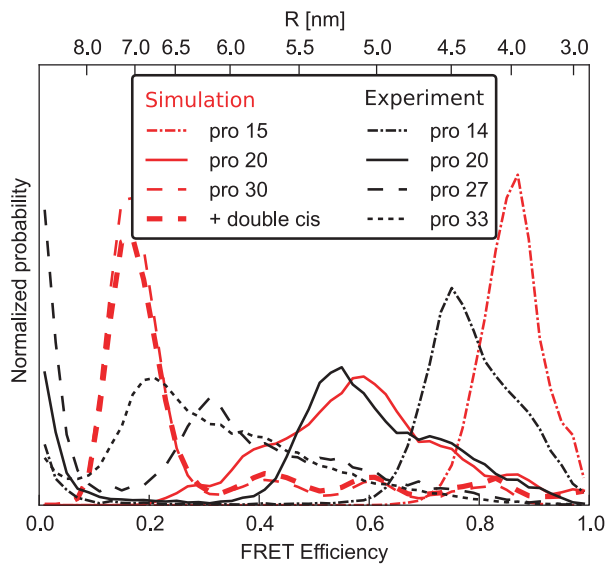 R [nm]
8.0 7.0 6.5 6.0 5.5 5.0 4.5 4.0 3.0
Simulation Experiment
pro 15 pro 14
pro 20 pro 20
pro 30 pro 27
+ double cis pro 33
Normalized probability
0.0 0.2 0.4 0.6 0.8 1.0
FRET Efficiency